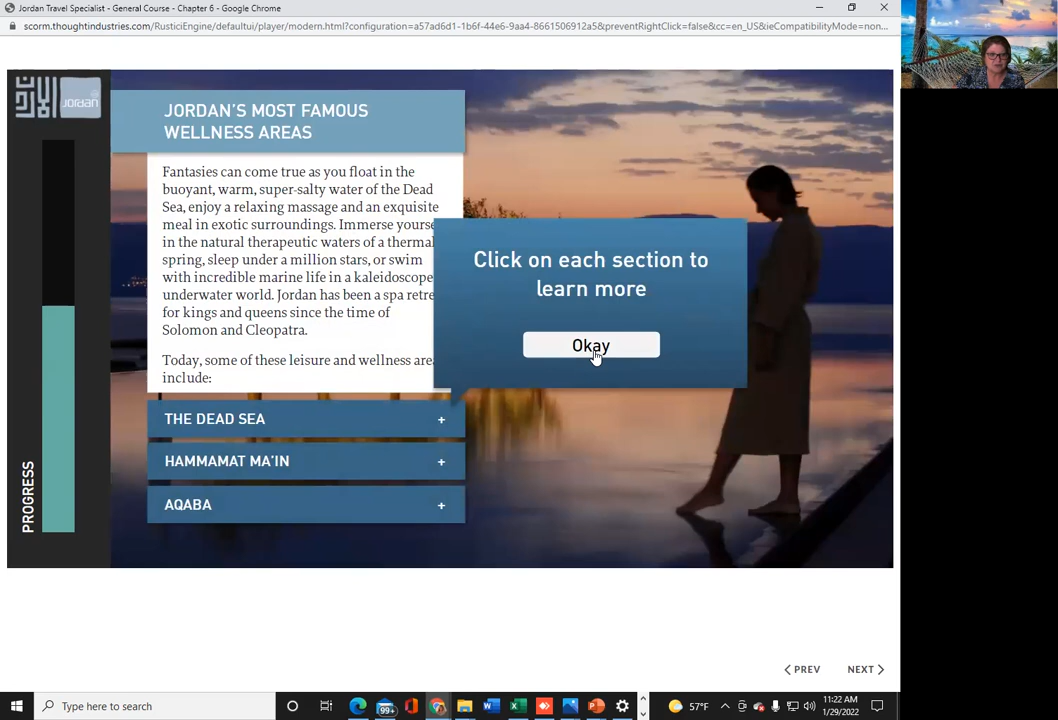 Jordan Travel Specialist - General Course - Chapter 6 - Google Chrome
scorm.thoughtindustries.com/RusticiEngine/defaultui/player/modern.html?configuration=a57ad6d1-1b6f-44e6-9aa4-8661506912a5&preventRightClick=false&cc=en_US&ieCompatibilityMode=non...
Jordan
JORDAN'S MOST FAMOUS
WELLNESS AREAS
Fantasies can come true as you float in the
buoyant, warm, super-salty water of the Dead
Sea, enjoy a relaxing massage and an exquisite
meal in exotic surroundings. Immerse yourse
in the natural therapeutic waters of a thermal
spring, sleep under a million stars, or swim
with incredible marine life in a kaleidoscope
underwater world. Jordan has been a spa retre
for kings and queens since the time of
Solomon and Cleopatra.
Today, some of these leisure and wellness are
include:
Click on each section to
learn more
Okay
THE DEAD SEA +
HAMMAMAT MA'IN +
AQABA +
PROGRESS
< PREV NEXT >
Type here to search
99+
57°F
11:22 AM
1/29/2022